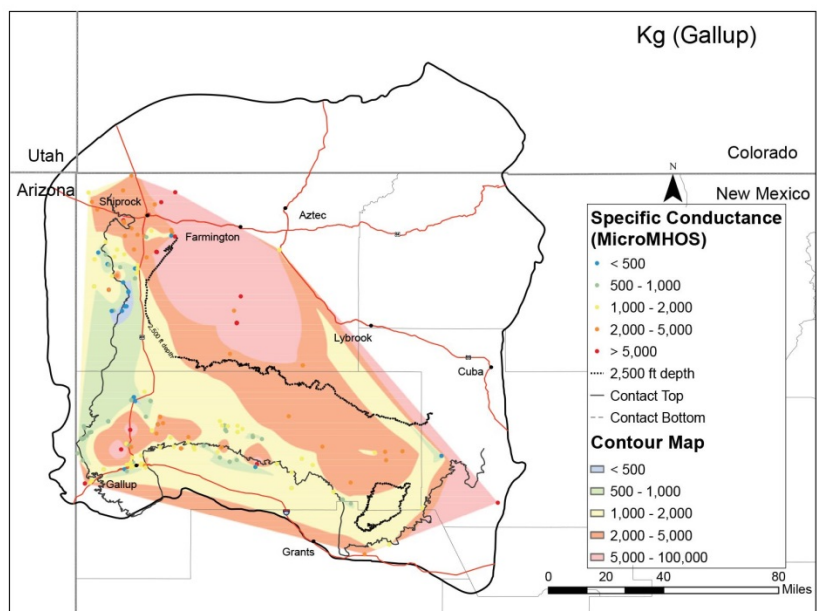 Kg (Gallup)
Utah
Colorado
Arizona
N
New Mexico
Shiprock
Aztec
Farmington
2,500 ft depth
Lybrook
Cuba
Gallup
Grants
Specific Conductance
(MicroMHOS)
< 500
500 - 1,000
1,000 - 2,000
2,000 - 5,000
> 5,000
2,500 ft depth
Contact Top
Contact Bottom
Contour Map
< 500
500 - 1,000
1,000 - 2,000
2,000 - 5,000
5,000 - 100,000
0 20 40 60 80
Miles